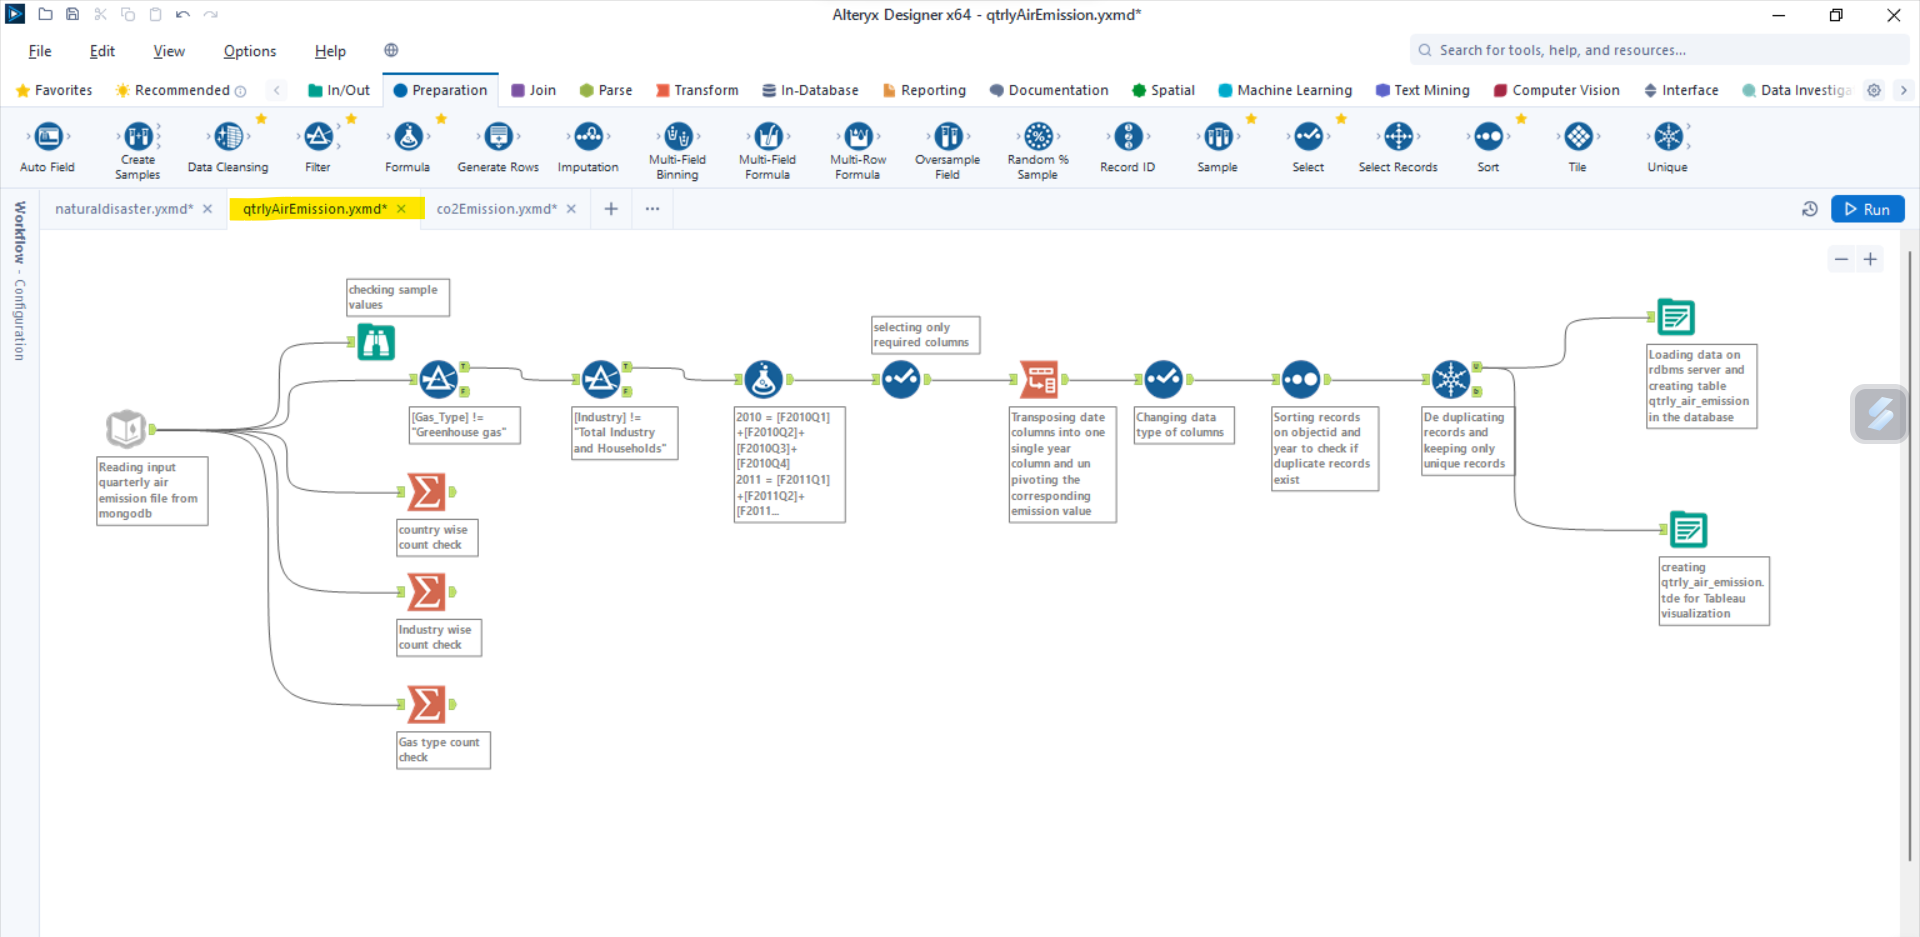 Alteryx Designer x64 - qtrlyAirEmission.yxmd*
File Edit View Options Help
Search for tools, help, and resources...
Favorites Recommended In/Out Preparation Join Parse Transform In-Database Reporting Documentation Spatial Machine Learning Text Mining Computer Vision Interface Data Investiga
Auto Field
Create
Samples
Data Cleansing
Filter
Formula
Generate Rows
Imputation
Multi-Field
Binning
Multi-Field
Formula
Multi-Row
Formula
Oversample
Field
Random %
Sample
Record ID
Sample
Select
Select Records
Sort
Tile
Unique
Workflow - Configuration
naturaldisaster.yxmd*
qtrlyAirEmission.yxmd*
co2Emission.yxmd*
Run
checking sample
values
Reading input
quarterly air
emission file from
mongodb
T
F
[Gas_Type] !=
"Greenhouse gas"
T
F
[Industry] !=
"Total Industry
and Households"
2010 = [F2010Q1]
+[F2010Q2]+
[F2010Q3]+
[F2010Q4]
2011 = [F2011Q1]
+[F2011Q2]+
[F2011...
selecting only
required columns
Transposing date
columns into one
single year
column and un
pivoting the
corresponding
emission value
Changing data
type of columns
Sorting records
on objectid and
year to check if
duplicate records
exist
U
D
De duplicating
records and
keeping only
unique records
Loading data on
rdbms server and
creating table
qtrly_air_emission
in the database
creating
qtrly_air_emission.
tde for Tableau
visualization
country wise
count check
Industry wise
count check
Gas type count
check